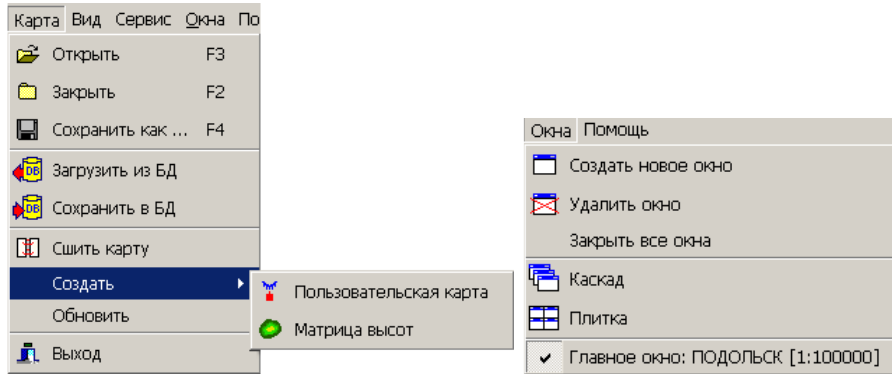 Карта Вид Сервис Окна По
Открыть F3
Закрыть F2
Сохранить как ... F4
DB Загрузить из БД
DB Сохранить в БД
Сшить карту
Создать
Обновить
Выход
Пользовательская карта
Матрица высот
Окна Помощь
Создать новое окно
Удалить окно
Закрыть все окна
Каскад
Плитка
Главное окно: ПОДОЛЬСК [1:100000]